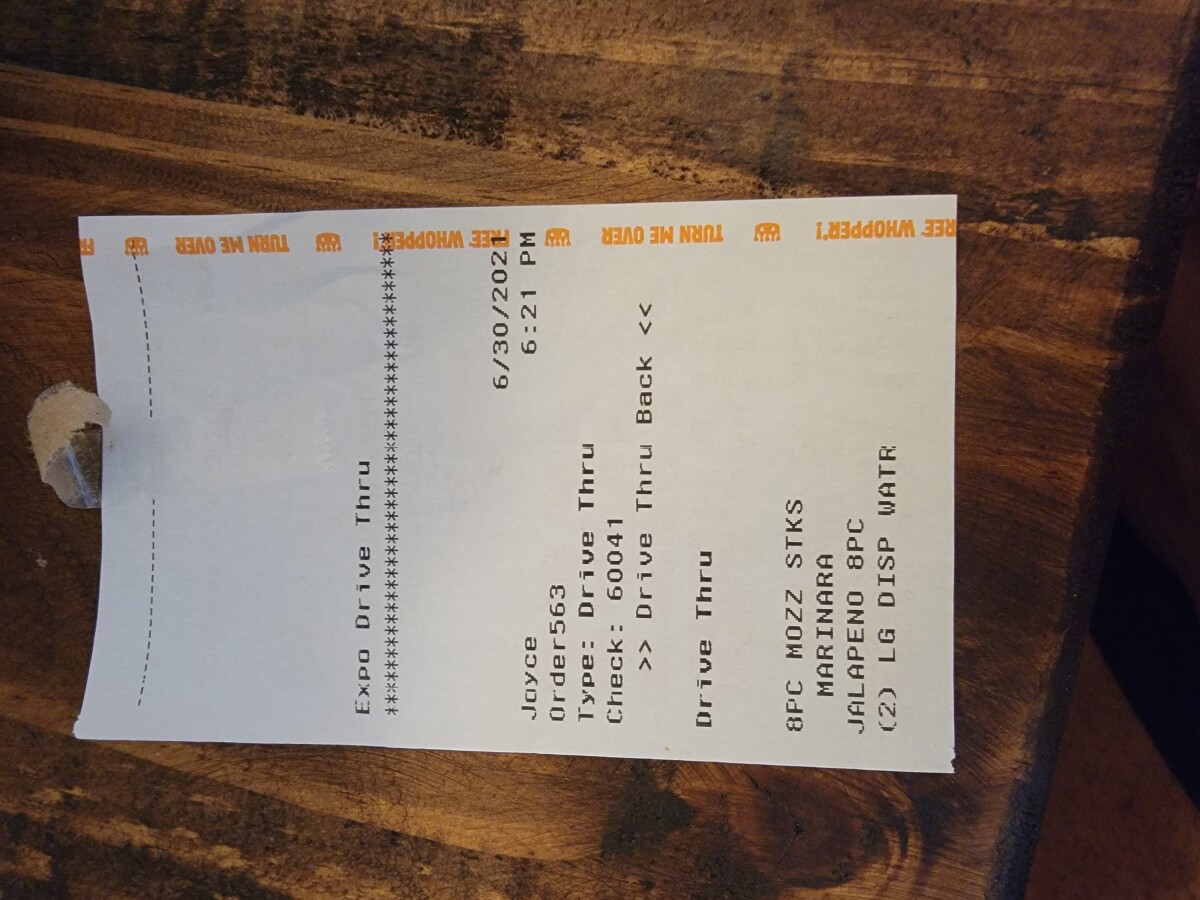 Expo Drive Thru
****************************************
6/30/2021
Joyce 6:21 PM
Order563
Type: Drive Thru
Check: 60041
>> Drive Thru Back <<
Drive Thru
8PC MOZZ STKS
MARINARA
JALAPENO 8PC
(2) LG DISP WATR
REE WHOPPER! TURN ME OVER REE WHOPPER! TURN ME OVER